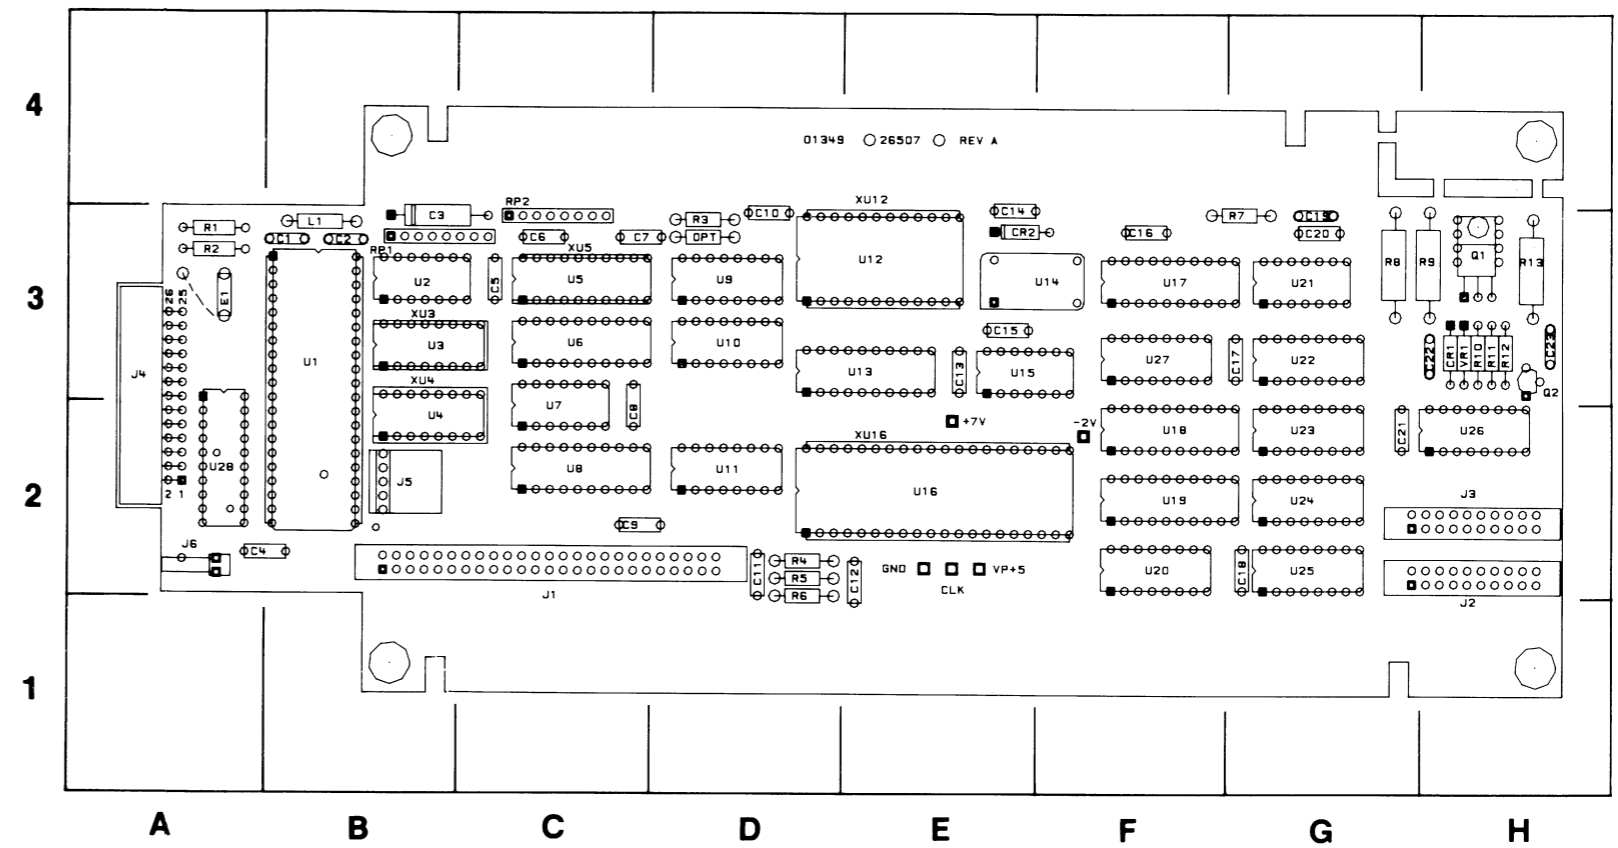 4
01349 26507 REV A
RP2
XU12
R1
L1
C3
R3
C10
C14
R7
C19
R2
C1
C2
RP1
C6
C7
OPT
CR2
C16
C20
XU5
3
26
25
E1
U2
C5
U5
U9
U12
U14
U17
U21
R8
R9
Q1
R13
XU3
C15
J4
U1
U3
U6
U10
U13
C13
U15
U27
C17
U22
C22
CR1
VR1
R10
R11
R12
C23
XU4
Q2
U4
U7
C8
+7V
-2V
XU16
U18
U23
C21
U26
U28
J5
U8
U11
U16
U19
U24
2
2 1
J3
C9
J6
C4
C11
R4
R5
R6
C12
GND
VP+5
CLK
U20
C18
U25
J1
J2
1
A B C D E F G H